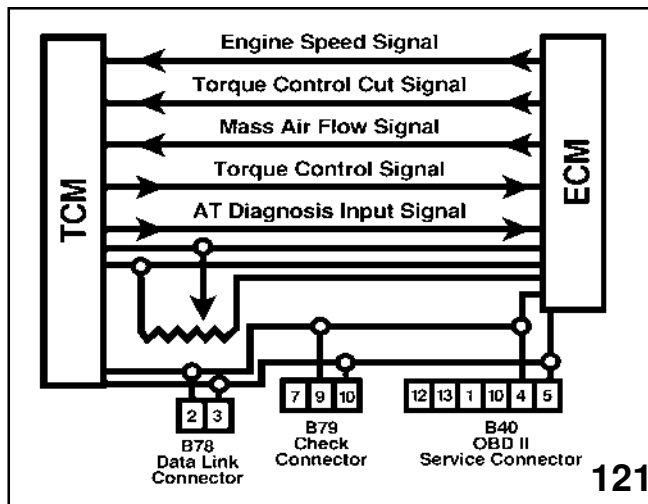 Engine Speed Signal
Torque Control Cut Signal
Mass Air Flow Signal
Torque Control Signal
AT Diagnosis Input Signal
TCM
ECM
2 3
7 9 10
12 13 1 10 4 5
B78
Data Link
Connector
B79
Check
Connector
B40
OBD II
Service Connector
121